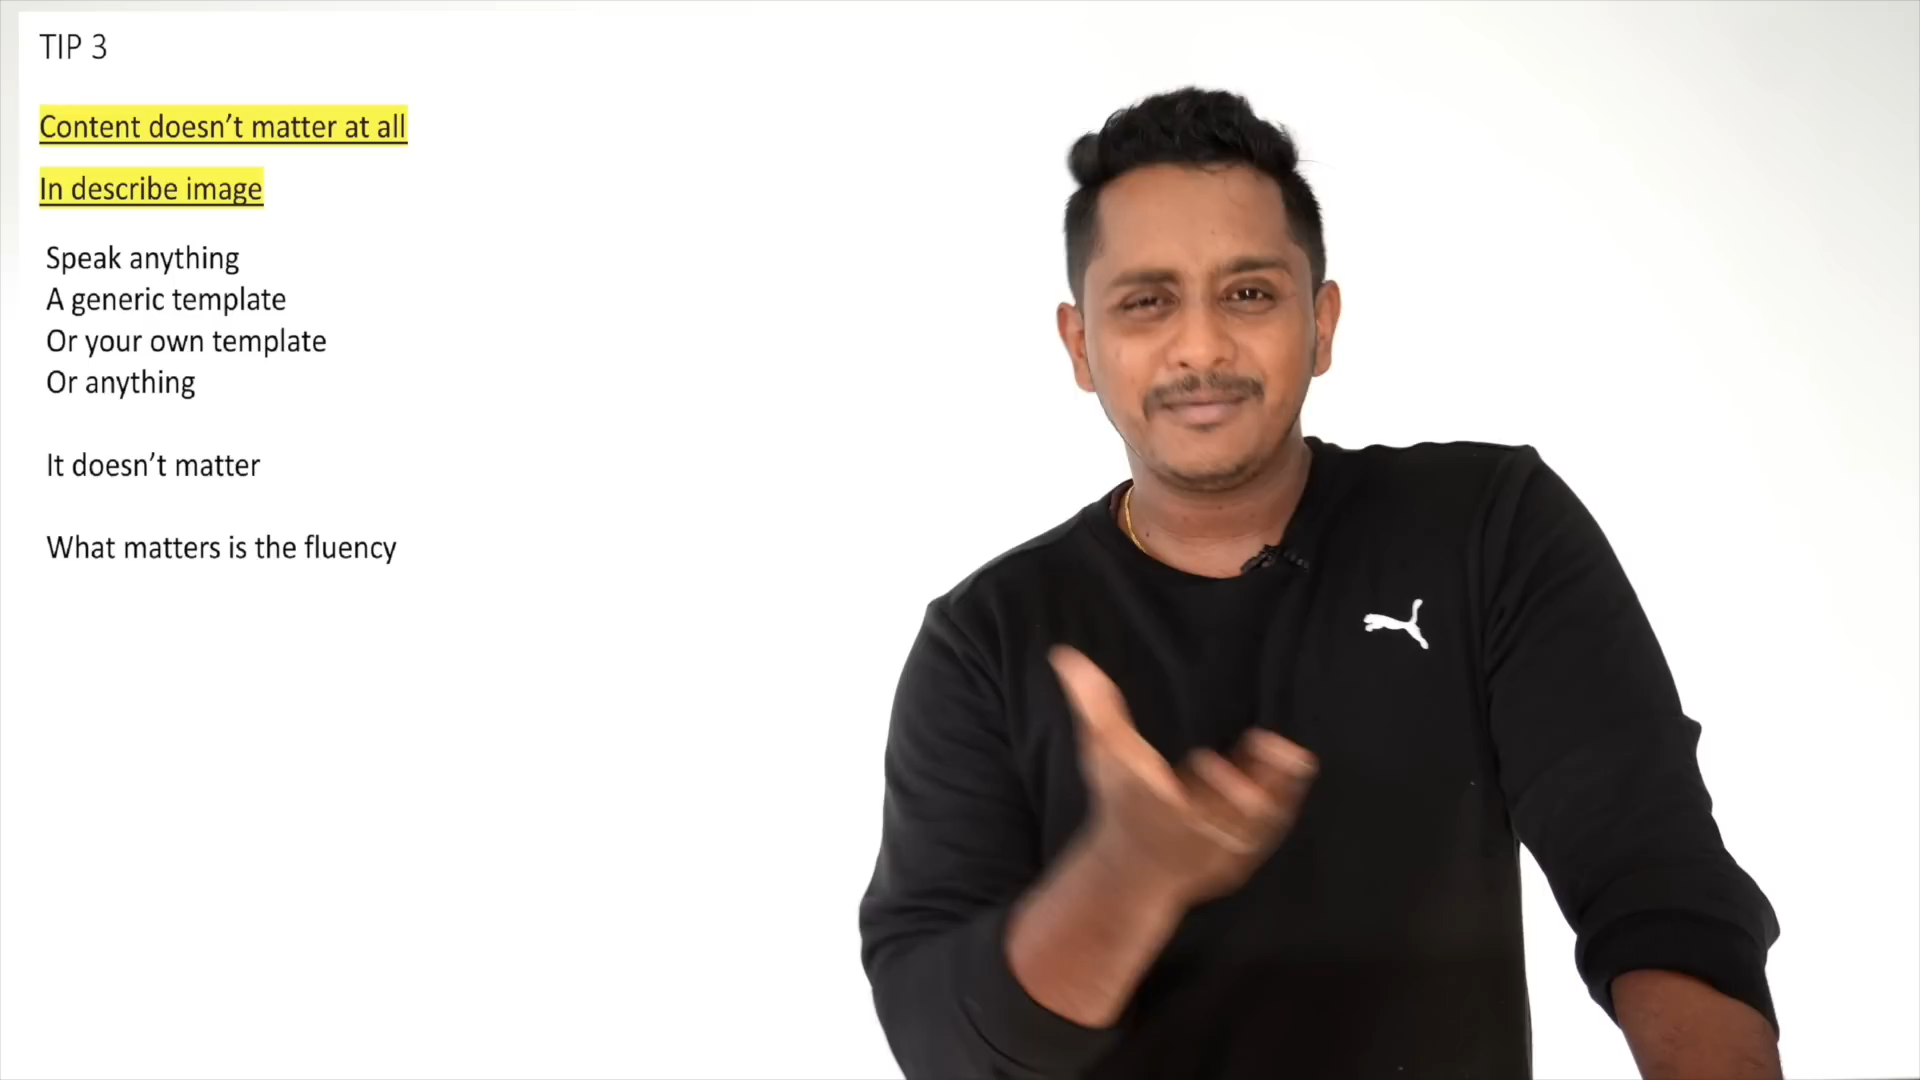 TIP 3
Content doesn't matter at all
In describe image
Speak anything
A generic template
Or your own template
Or anything
It doesn't matter
What matters is the fluency